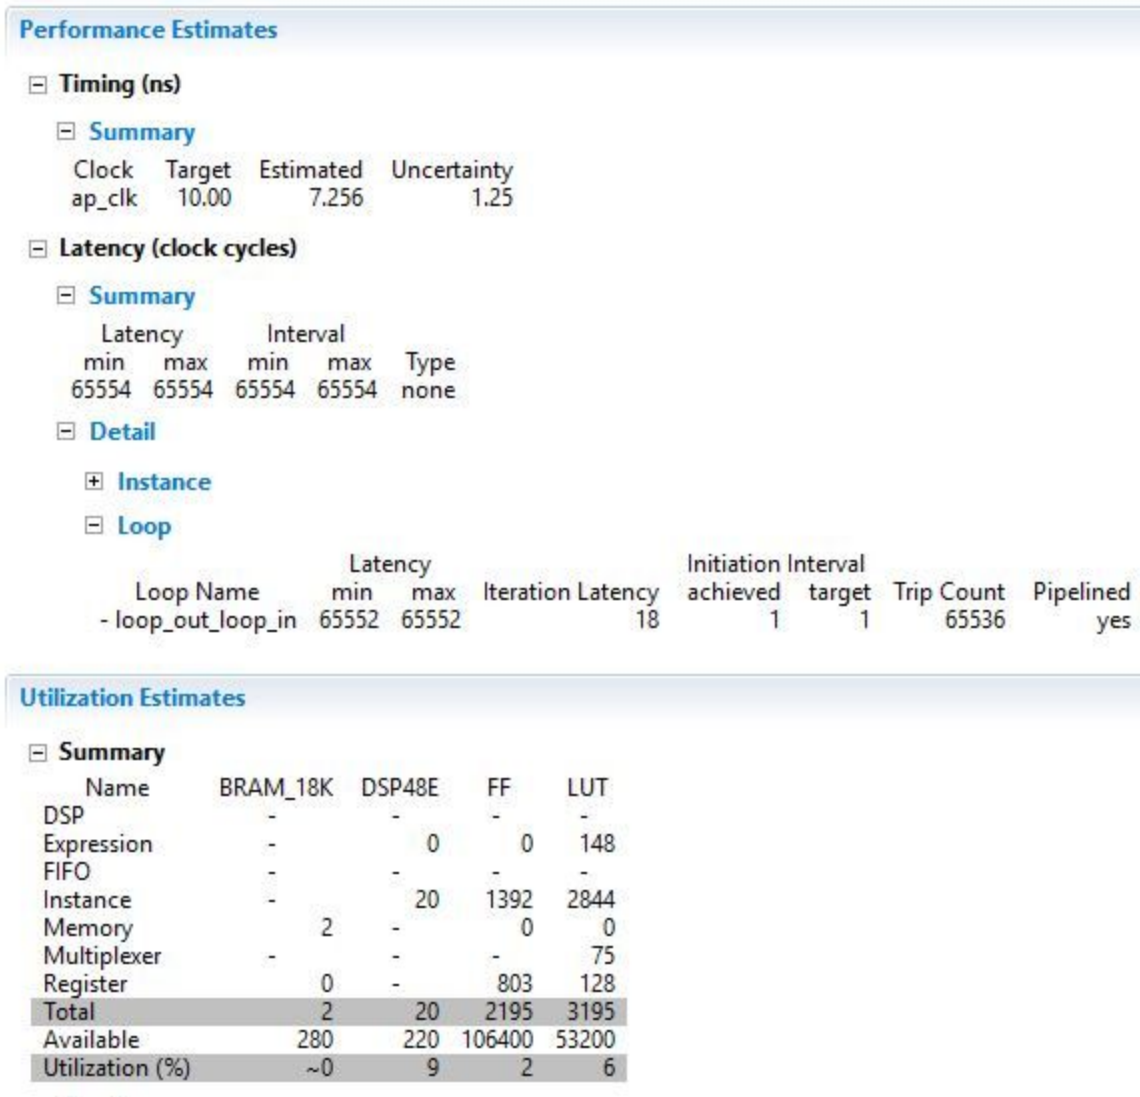 Performance Estimates
Timing (ns)
Summary
Clock Target Estimated Uncertainty
ap_clk 10.00 7.256 1.25
Latency (clock cycles)
Summary
Latency Interval
min max min max Type
65554 65554 65554 65554 none
Detail
Instance
Loop
Latency Initiation Interval
Loop Name min max Iteration Latency achieved target Trip Count Pipelined
- loop_out_loop_in 65552 65552 18 1 1 65536 yes
Utilization Estimates
Summary
Name BRAM_18K DSP48E FF LUT
DSP - - - -
Expression - 0 0 148
FIFO - - - -
Instance - 20 1392 2844
Memory 2 - 0 0
Multiplexer - - - 75
Register 0 - 803 128
Total 2 20 2195 3195
Available 280 220 106400 53200
Utilization (%) ~0 9 2 6